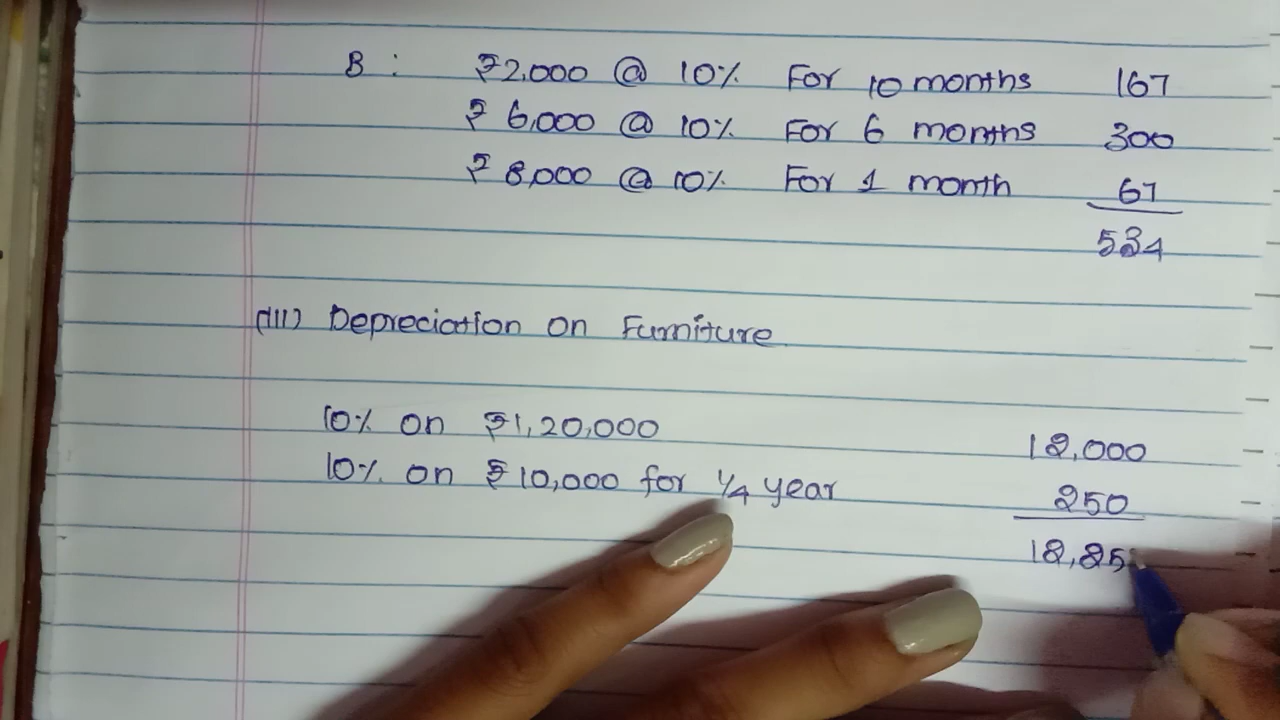 B : ₹2,000 @ 10% For 10 months 167
₹ 6,000 @ 10% For 6 months 300
₹ 8,000 @ 10% For 1 month 67
534
(III) Depreciation on Furniture
10% on ₹1,20,000 12,000
10% on ₹10,000 for 1/4 year 250
12,25